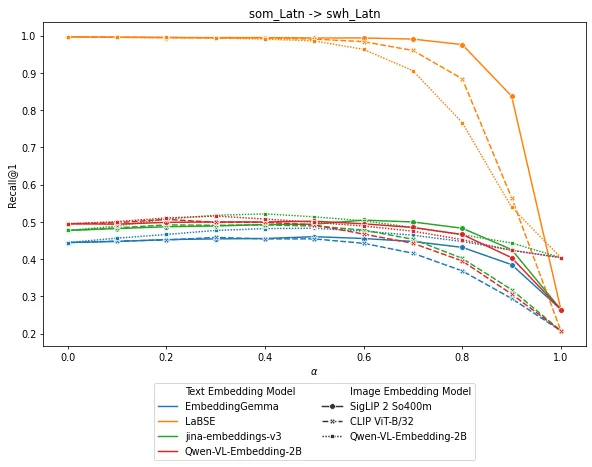 som_Latn -> swh_Latn
Recall@1
1.0
0.9
0.8
0.7
0.6
0.5
0.4
0.3
0.2
0.0 0.2 0.4 0.6 0.8 1.0
α
Text Embedding Model Image Embedding Model
EmbeddingGemma SigLIP 2 So400m
LaBSE CLIP ViT-B/32
jina-embeddings-v3 Qwen-VL-Embedding-2B
Qwen-VL-Embedding-2B